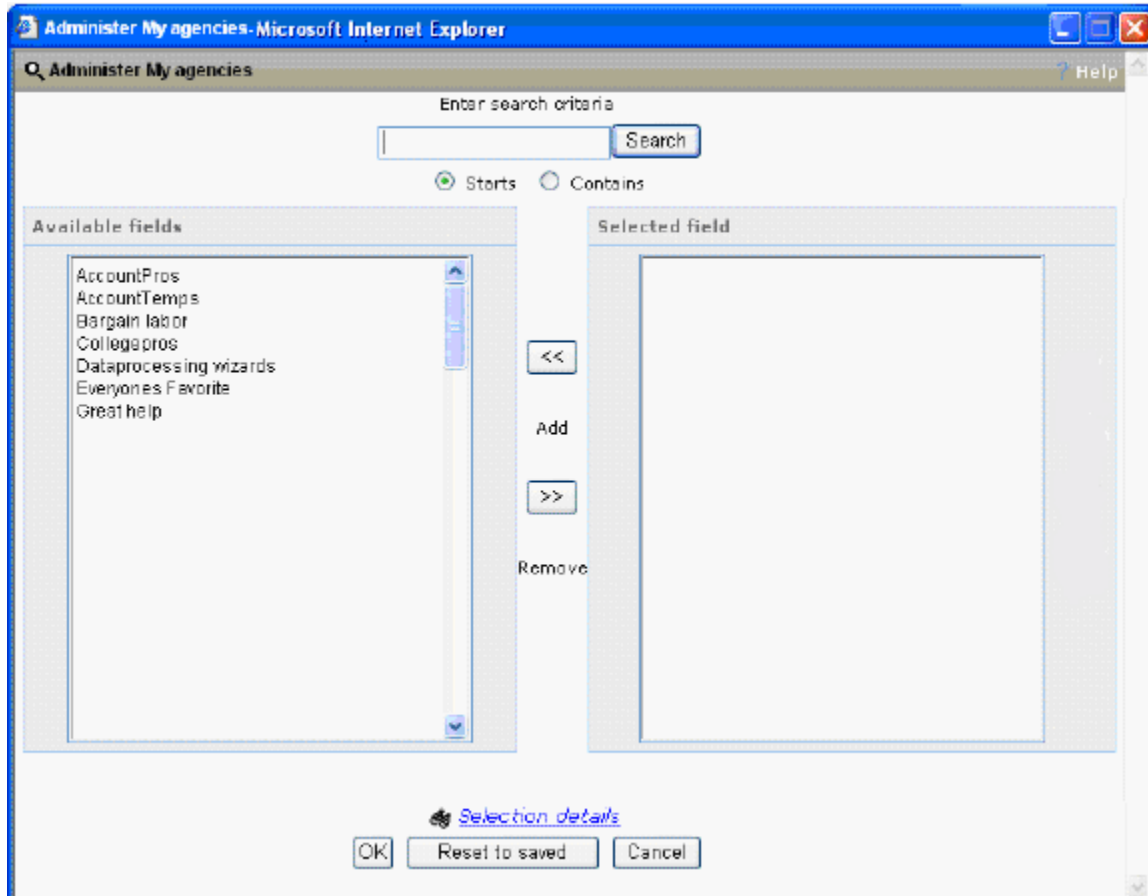 Administer My agencies - Microsoft Internet Explorer
Administer My agencies
? Help
Enter search criteria
Search
Starts Contains
Available fields
Selected field
AccountPros
AccountTemps
Bargain labor
Collegepros
Dataprocessing wizards
Everyones Favorite
Great help
<<
Add
>>
Remove
Selection details
OK Reset to saved Cancel